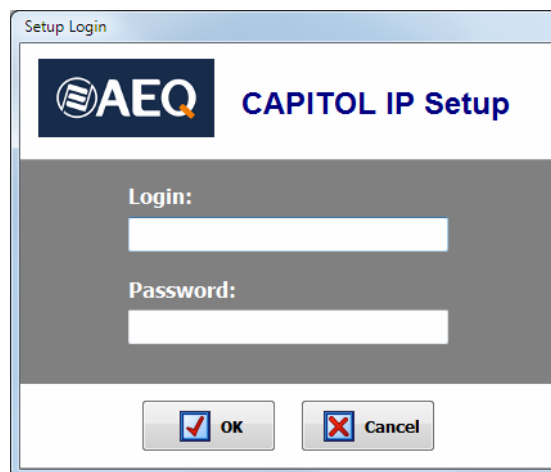 Setup Login
AEQ
CAPITOL IP Setup
Login:
Password:
OK
Cancel